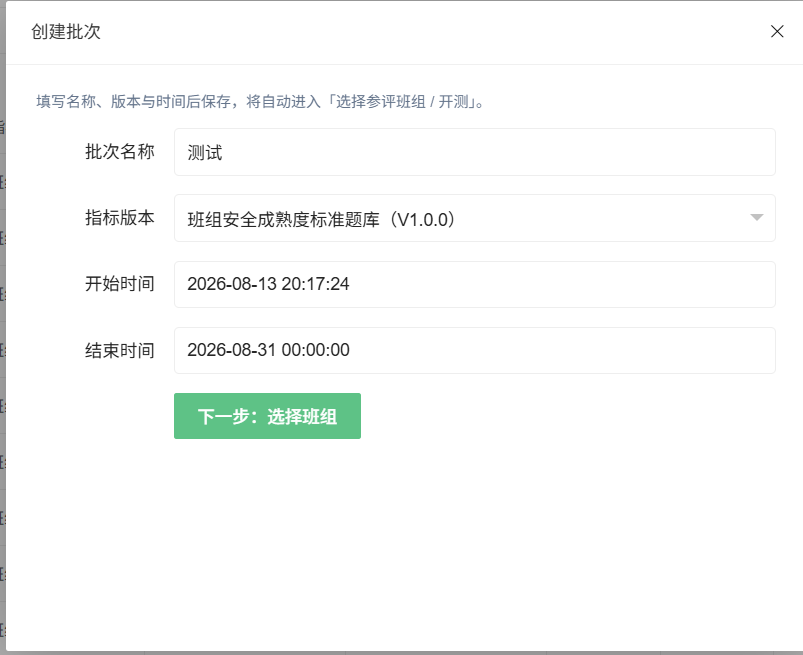 创建批次
填写名称、版本与时间后保存，将自动进入「选择参评班组 / 开测」。
批次名称 测试
指标版本 班组安全成熟度标准题库（V1.0.0）
开始时间 2026-08-13 20:17:24
结束时间 2026-08-31 00:00:00
下一步：选择班组